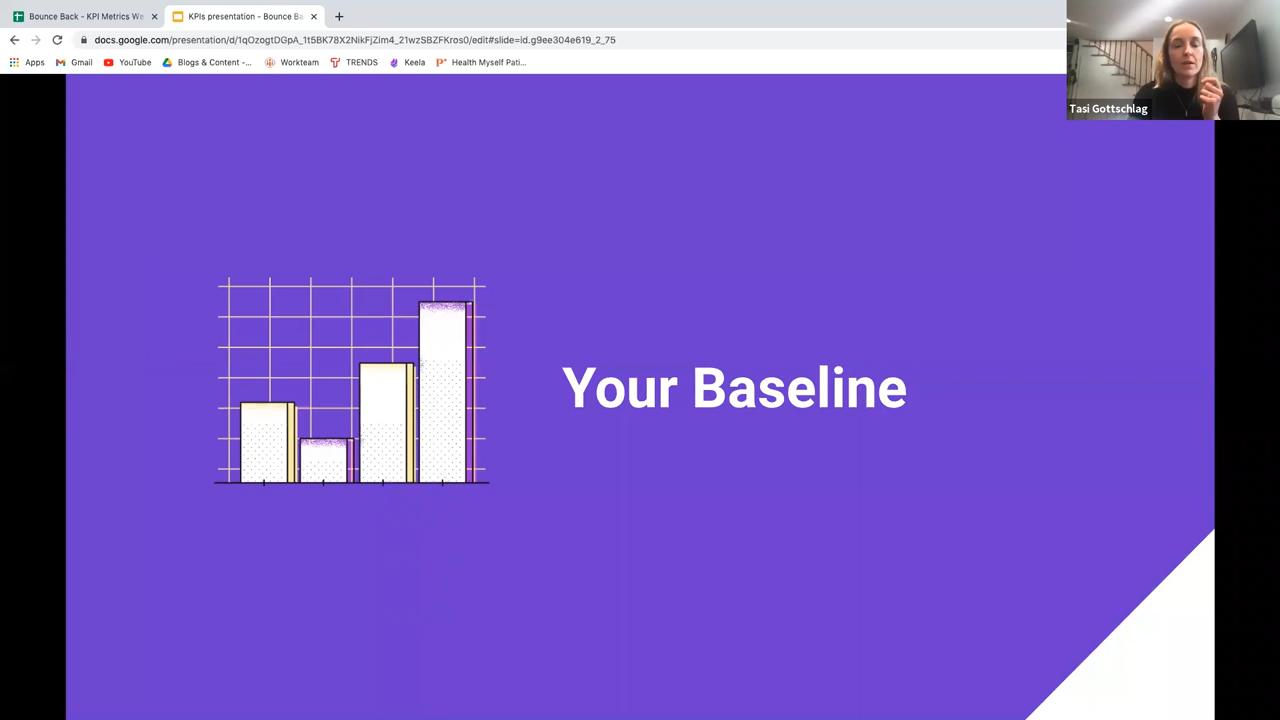 Bounce Back - KPI Metrics We
KPIs presentation - Bounce Ba
docs.google.com/presentation/d/1qOzogtDGpA_1t5BK78X2NikFjZim4_21wzSBZFKros0/edit#slide=id.g9ee304e619_2_75
Apps Gmail YouTube Blogs & Content -... Workteam TRENDS Keela Health Myself Pati...
Tasi Gottschlag
Your Baseline